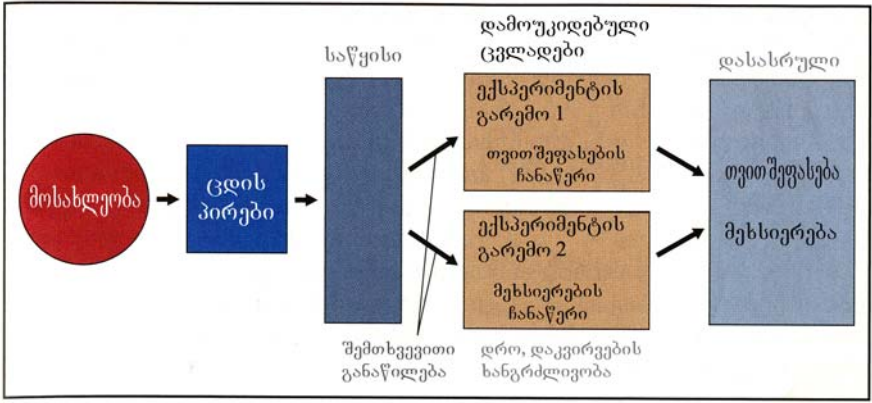 მოსახლეობა
ცდის
პირები
საწყისი
დამოუკიდებული
ცვლადები
ექსპერიმენტის
გარემო 1
თვითშეფასების
ჩანაწერი
ექსპერიმენტის
გარემო 2
მეხსიერების
ჩანაწერი
შემთხვევითი
განაწილება
დრო, დაკვირვების
ხანგრძლივობა
დასასრული
თვითშეფასება
მეხსიერება